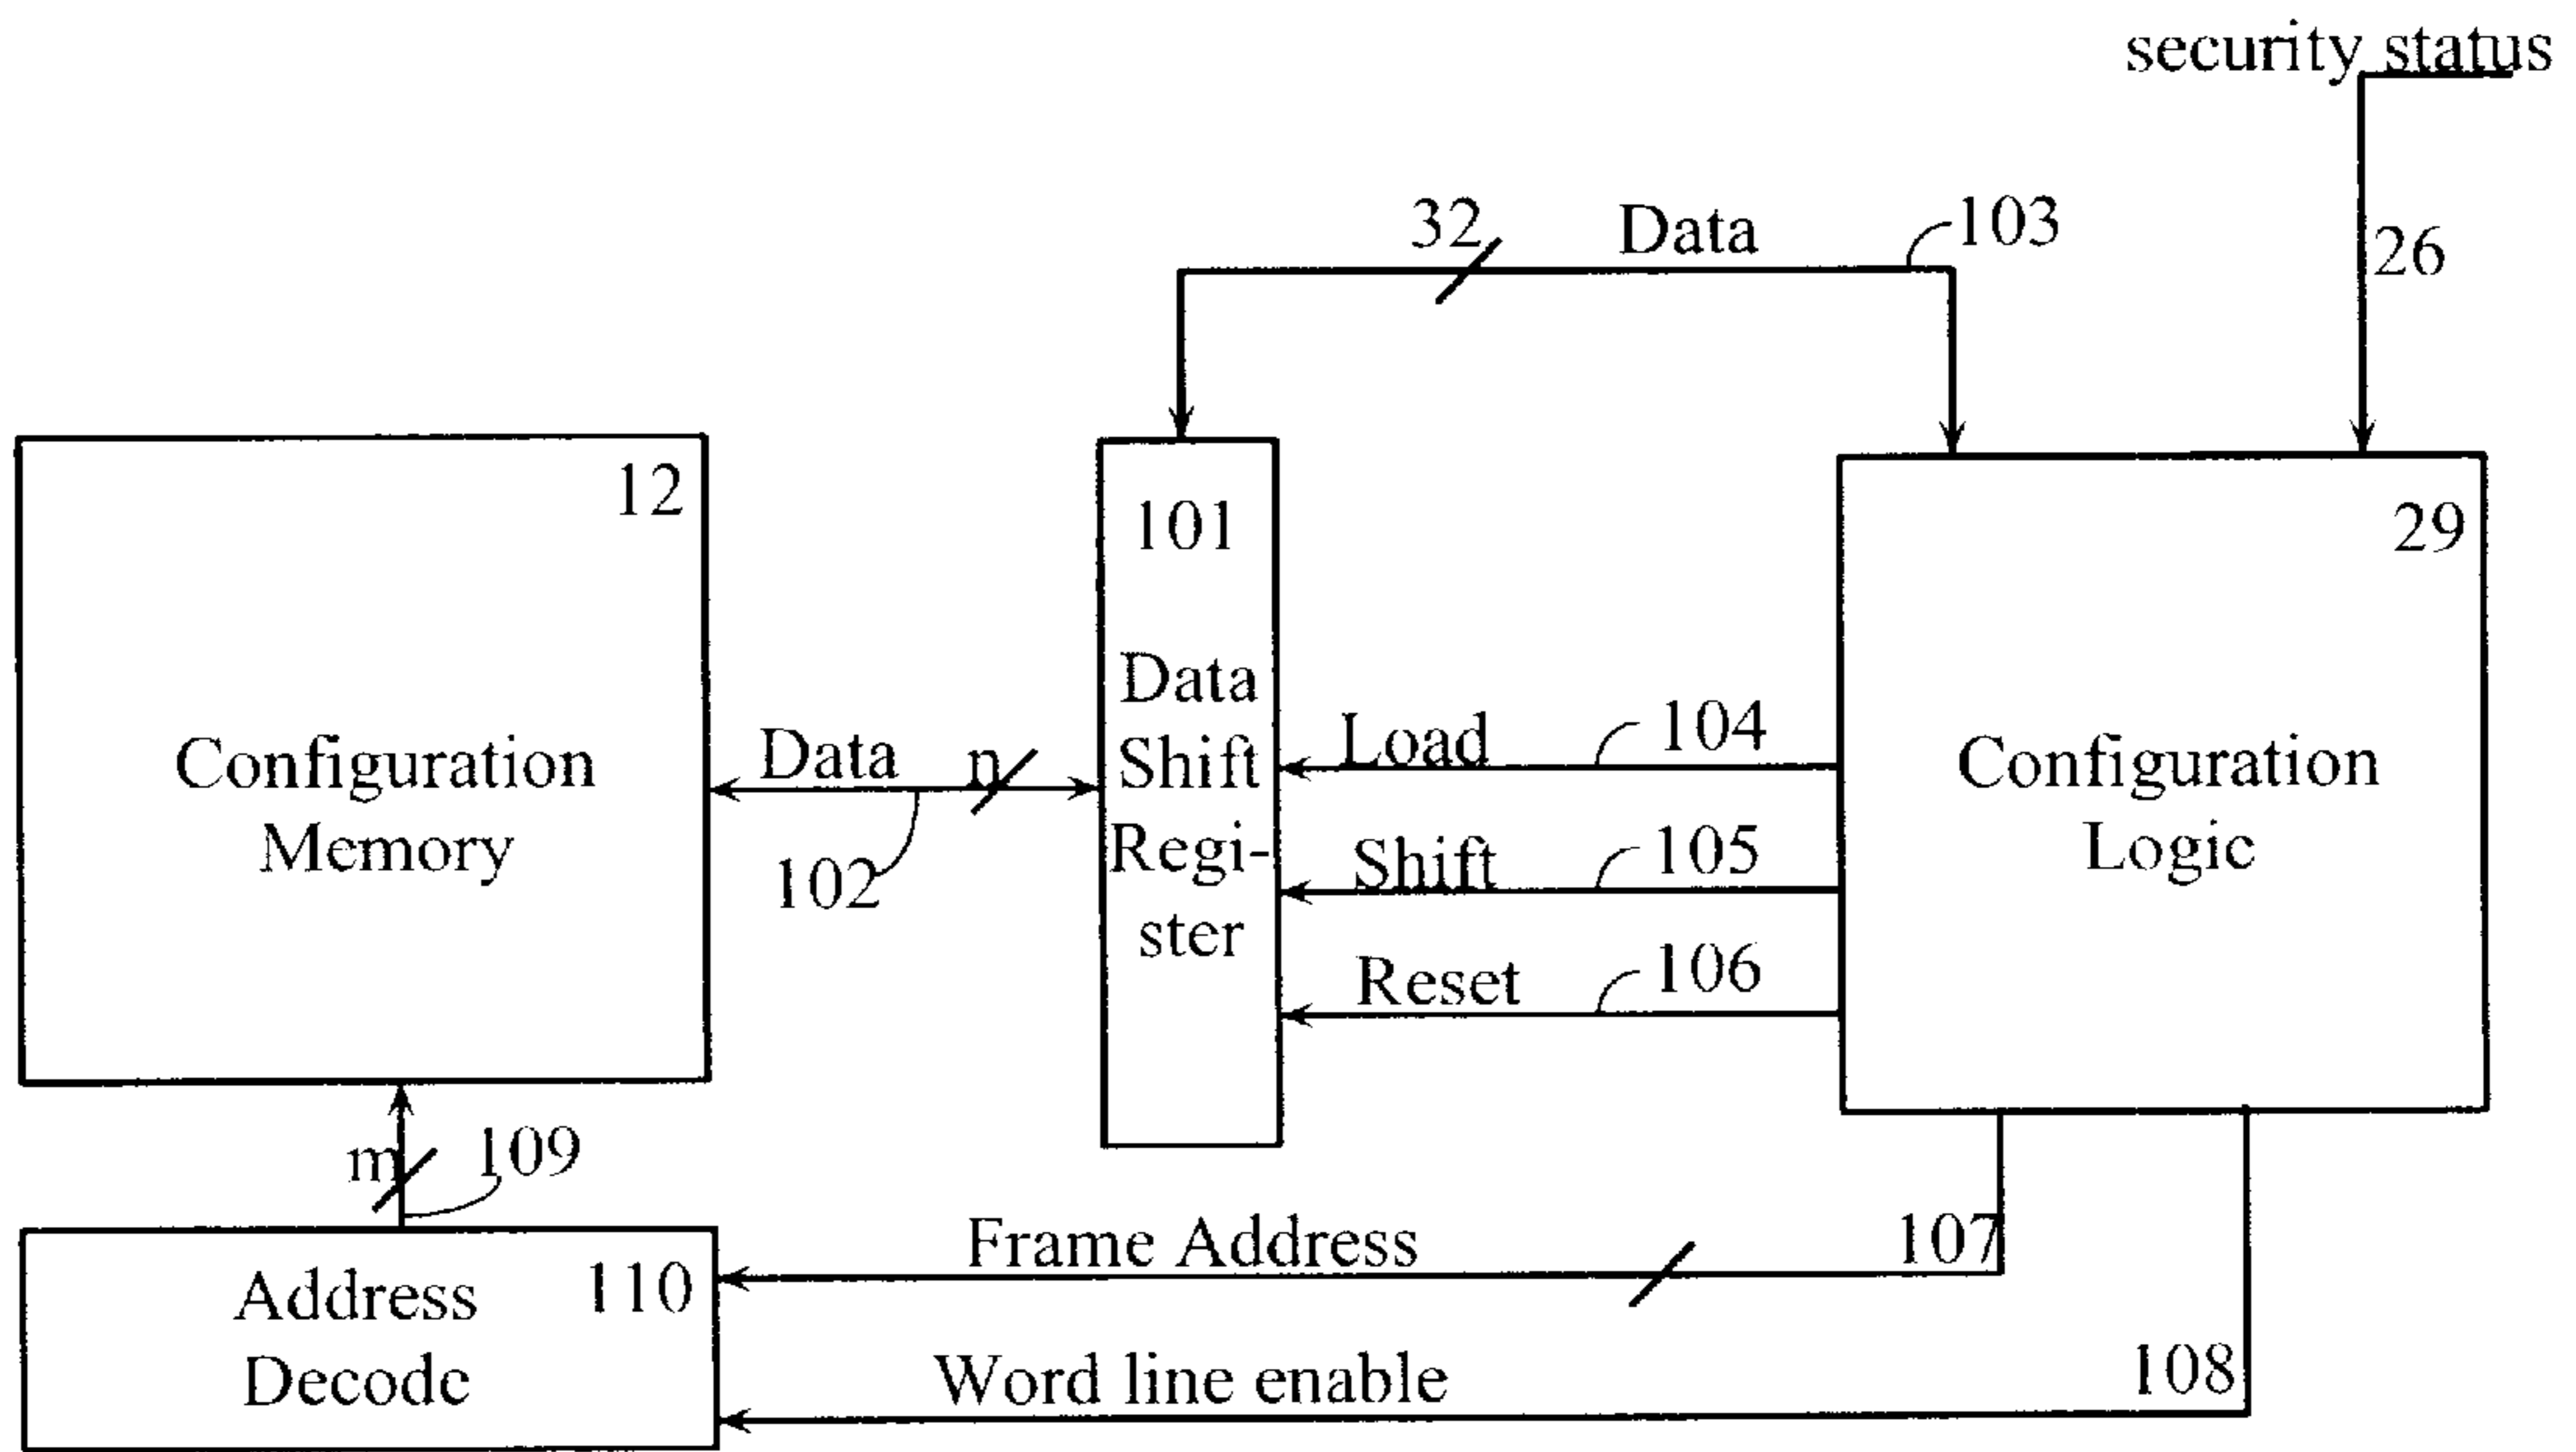 security status
26
32
Data
103
12
Configuration
Memory
Data
n
102
101
Data
Shift
Regi-
ster
Load
104
Shift
105
Reset
106
29
Configuration
Logic
m
109
Address
Decode
110
Frame Address
107
Word line enable
108